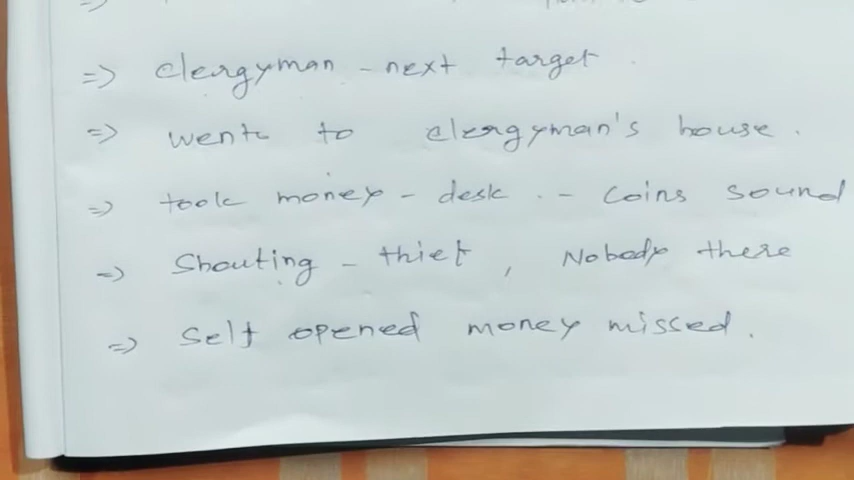 => clergyman - next target
=> went to clergyman's house.
=> took money - desk. - coins sound
=> Shouting - thief, Nobody there
=> Self opened money missed.